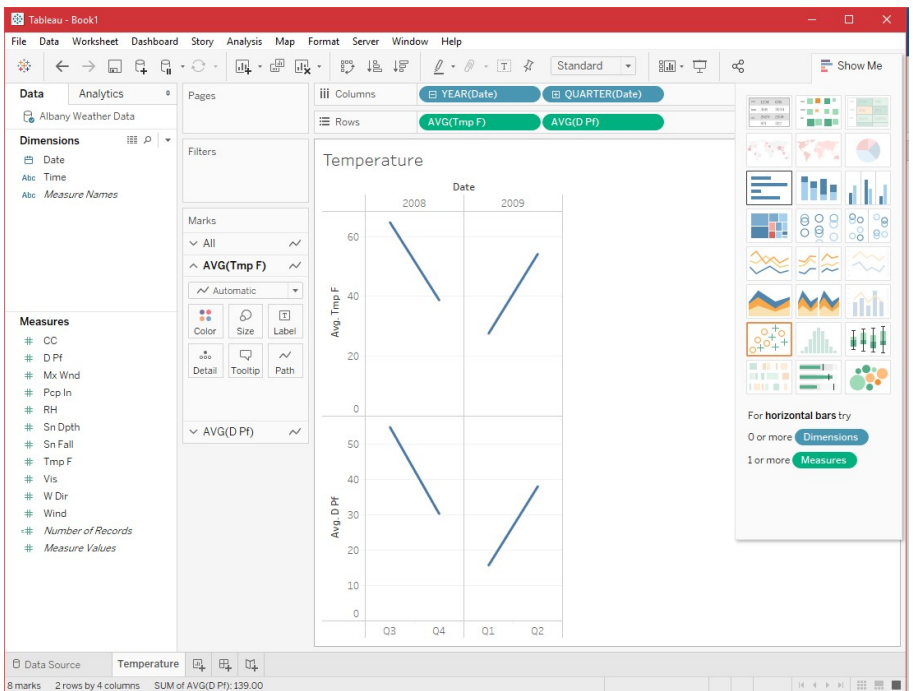 Tableau - Book1
File Data Worksheet Dashboard Story Analysis Map Format Server Window Help
Standard
Show Me
Data Analytics
Albany Weather Data
Dimensions
Date
Abc Time
Abc Measure Names
Measures
# CC
# D Pf
# Mx Wnd
# Pcp In
# RH
# Sn Dpth
# Sn Fall
# Tmp F
# Vis
# W Dir
# Wind
=# Number of Records
# Measure Values
Pages
Filters
Marks
All
AVG(Tmp F)
Automatic
Color Size Label
Detail Tooltip Path
AVG(D Pf)
Columns YEAR(Date) QUARTER(Date)
Rows AVG(Tmp F) AVG(D Pf)
Temperature
Date
2008 2009
Avg. Tmp F
60
40
20
0
Avg. D Pf
50
40
30
20
10
0
Q3 Q4 Q1 Q2
For horizontal bars try
0 or more Dimensions
1 or more Measures
Data Source Temperature
8 marks 2 rows by 4 columns SUM of AVG(D Pf): 139.00